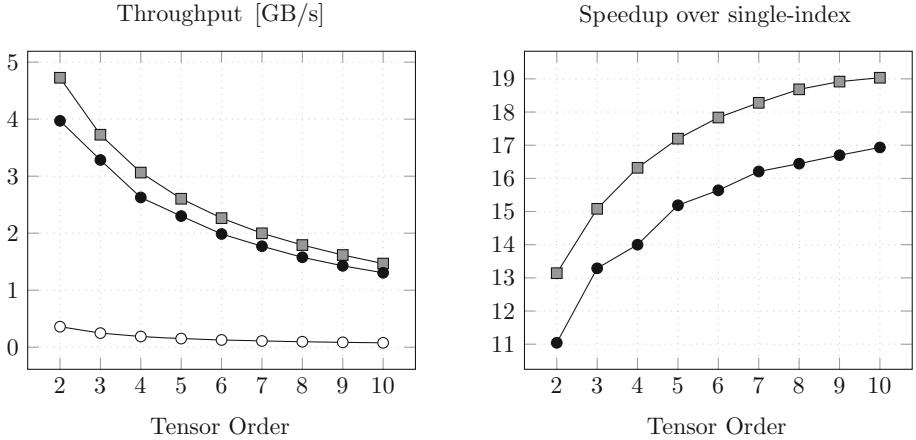 Throughput [GB/s]
5
4
3
2
1
0
2 3 4 5 6 7 8 9 10
Tensor Order
Speedup over single-index
19
18
17
16
15
14
13
12
11
2 3 4 5 6 7 8 9 10
Tensor Order